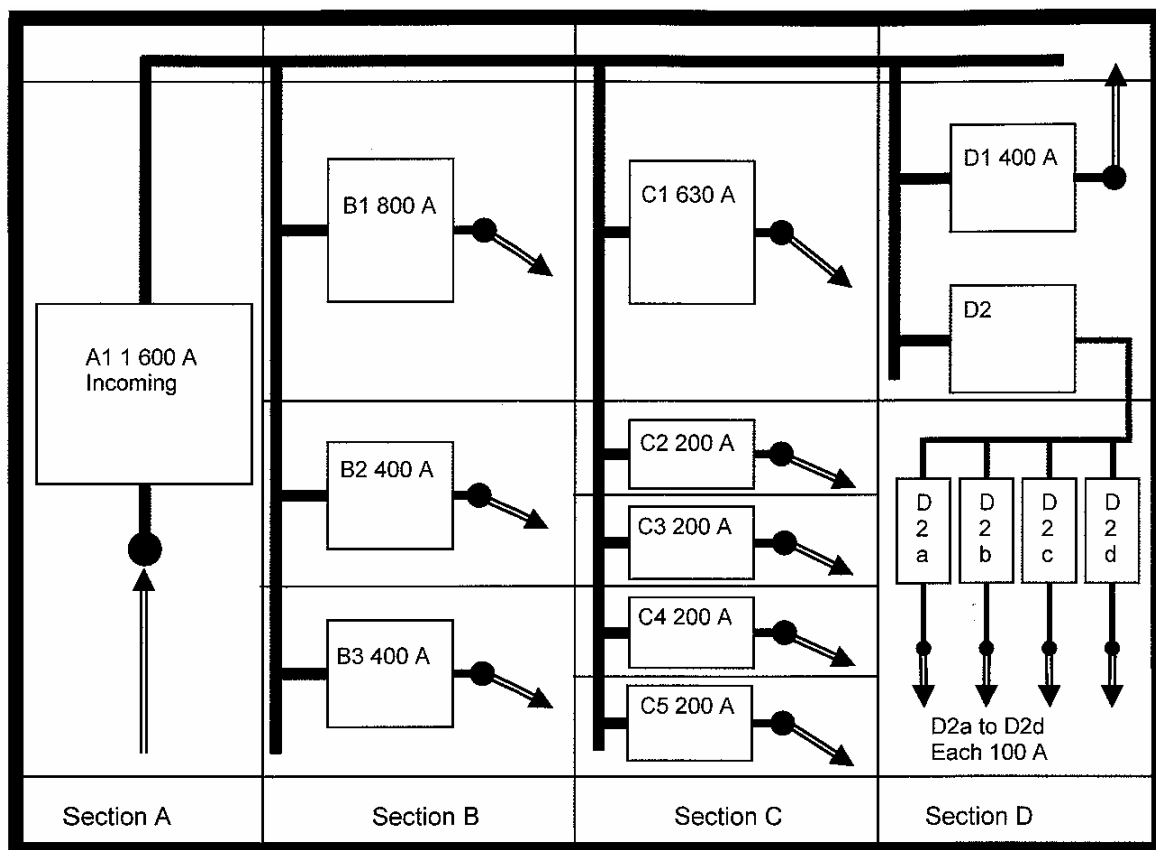 A1 1 600 A
Incoming
B1 800 A
B2 400 A
B3 400 A
C1 630 A
C2 200 A
C3 200 A
C4 200 A
C5 200 A
D1 400 A
D2
D
2
a
D
2
b
D
2
c
D
2
d
D2a to D2d
Each 100 A
Section A
Section B
Section C
Section D